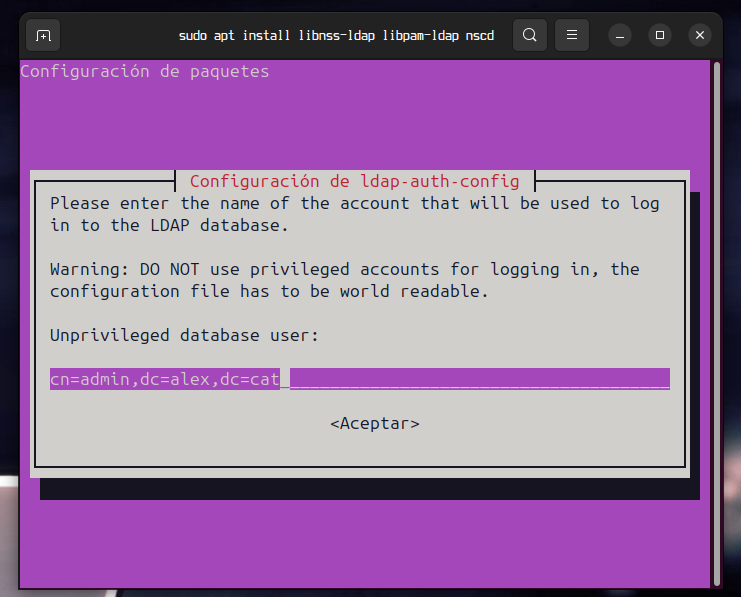 sudo apt install libnss-ldap libpam-ldap nscd
Configuración de paquetes
Configuración de ldap-auth-config
Please enter the name of the account that will be used to log
in to the LDAP database.
Warning: DO NOT use privileged accounts for logging in, the
configuration file has to be world readable.
Unprivileged database user:
cn=admin,dc=alex,dc=cat
<Aceptar>